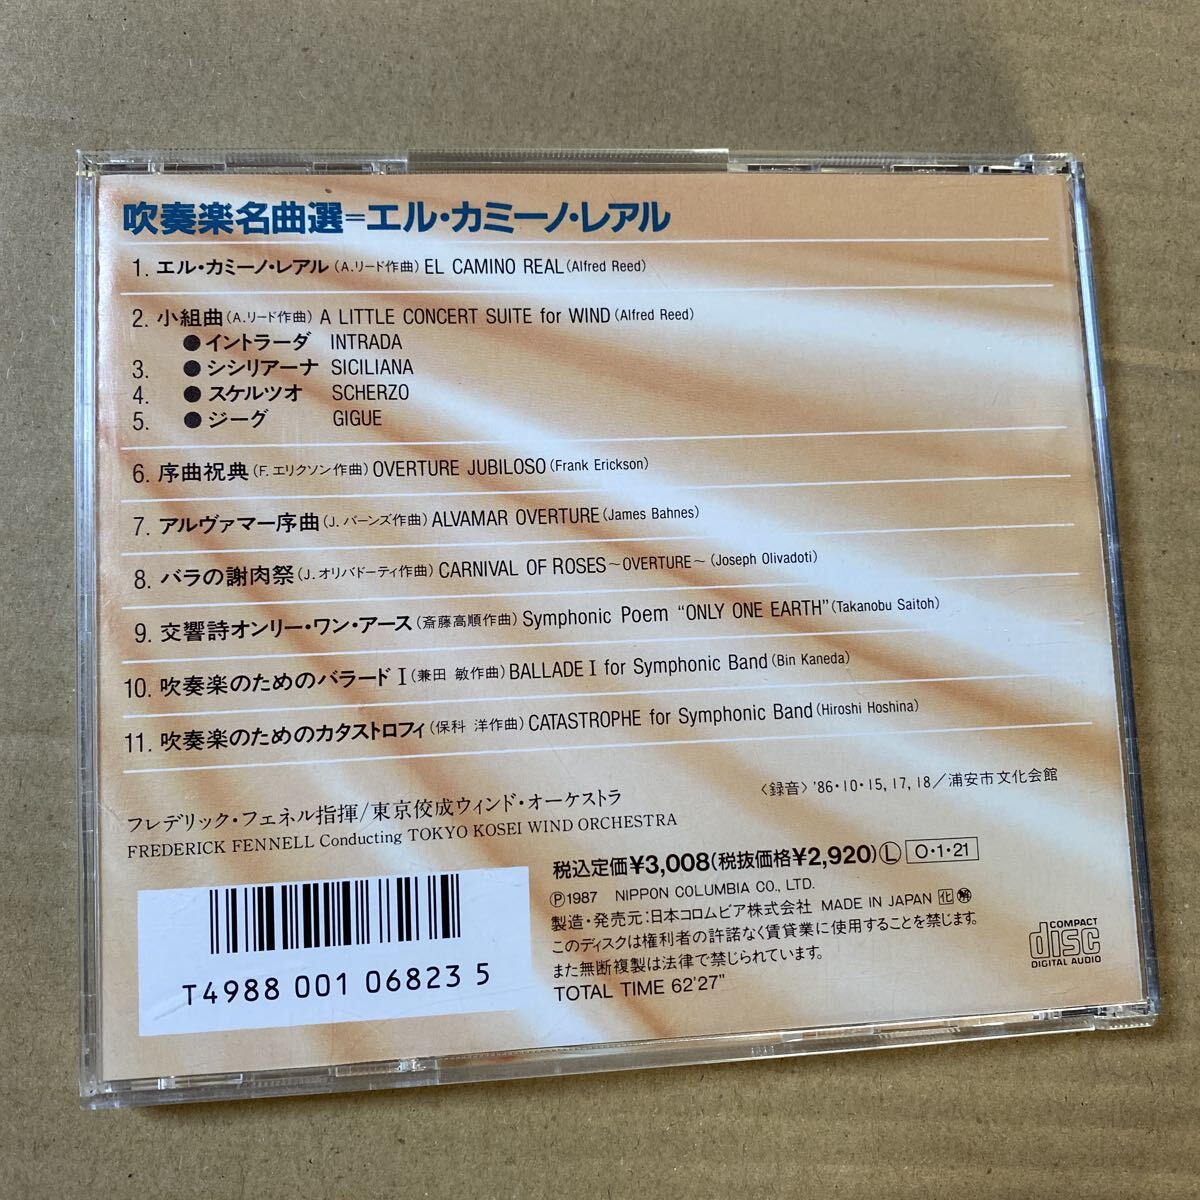 吹奏楽名曲選=エル・カミーノ・レアル
1. エル・カミーノ・レアル(A.リード作曲) EL CAMINO REAL (Alfred Reed)
2. 小組曲(A.リード作曲) A LITTLE CONCERT SUITE for WIND (Alfred Reed)
●イントラーダ INTRADA
3. ●シシリアーナ SICILIANA
4. ●スケルツオ SCHERZO
5. ●ジーグ GIGUE
6. 序曲祝典(F.エリクソン作曲) OVERTURE JUBILOSO (Frank Erickson)
7. アルヴァマー序曲(J.バーンズ作曲) ALVAMAR OVERTURE (James Bahnes)
8. バラの謝肉祭(J.オリバドーティ作曲) CARNIVAL OF ROSES～OVERTURE～ (Joseph Olivadoti)
9. 交響詩オンリー・ワン・アース(斎藤高順作曲) Symphonic Poem “ONLY ONE EARTH” (Takanobu Saitoh)
10. 吹奏楽のためのバラードⅠ(兼田 敏作曲) BALLADE I for Symphonic Band (Bin Kaneda)
11. 吹奏楽のためのカタストロフィ(保科 洋作曲) CATASTROPHE for Symphonic Band (Hiroshi Hoshina)
〈録音〉'86・10・15, 17, 18／浦安市文化会館
フレデリック・フェネル指揮/東京佼成ウィンド・オーケストラ
FREDERICK FENNELL Conducting TOKYO KOSEI WIND ORCHESTRA
税込定価¥3,008(税抜価格¥2,920) Ⓛ O・1・21
Ⓟ1987 NIPPON COLUMBIA CO., LTD.
製造・発売元:日本コロムビア株式会社 MADE IN JAPAN 化 解
このディスクは権利者の許諾なく賃貸業に使用することを禁じます。
また無断複製は法律で禁じられています。
TOTAL TIME 62'27"
T4988 001 06823 5
COMPACT
disc
DIGITAL AUDIO